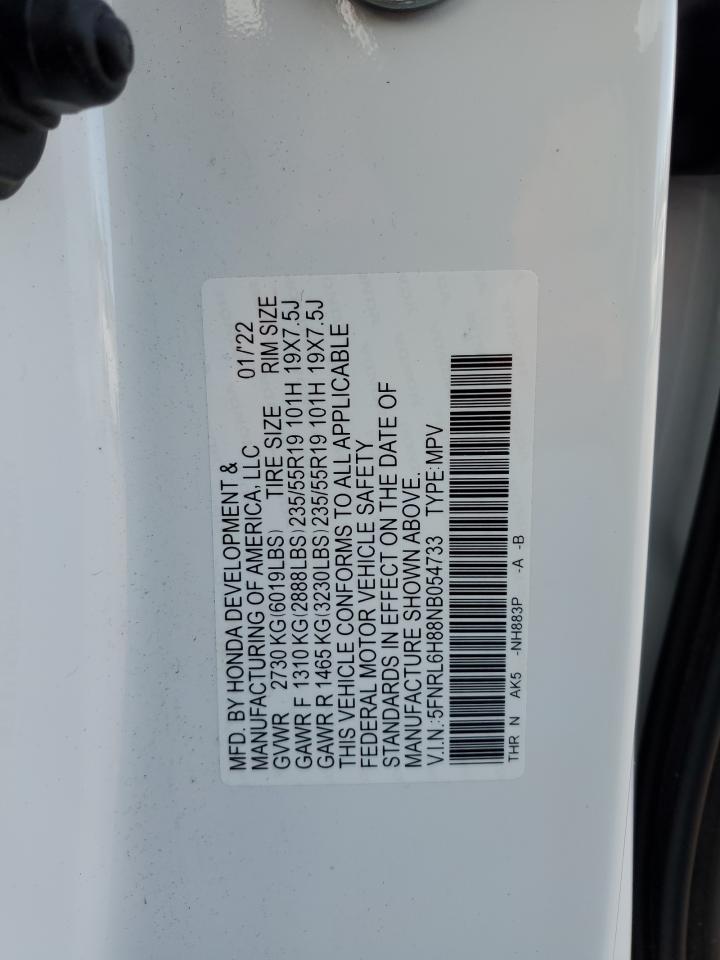 MFD. BY HONDA DEVELOPMENT &
MANUFACTURING OF AMERICA, LLC 01/'22
GVWR 2730 KG(6019LBS) TIRE SIZE RIM SIZE
GAWR F 1310 KG(2888LBS)235/55R19 101H 19X7.5J
GAWR R 1465 KG(3230LBS)235/55R19 101H 19X7.5J
THIS VEHICLE CONFORMS TO ALL APPLICABLE
FEDERAL MOTOR VEHICLE SAFETY
STANDARDS IN EFFECT ON THE DATE OF
MANUFACTURE SHOWN ABOVE.
V.I.N.:5FNRL6H88NB054733 TYPE:MPV
THR N AK5 -NH883P -A -B